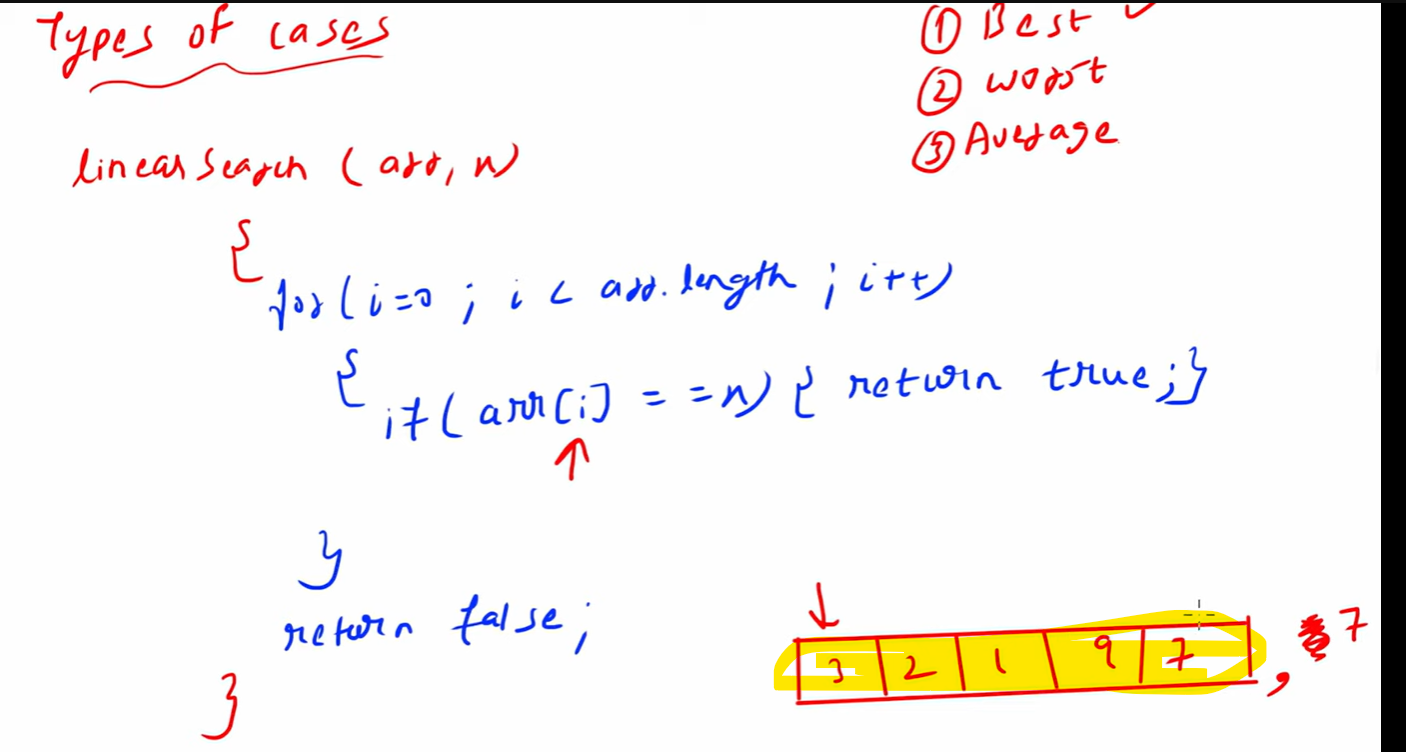 Types of cases
① Best ✓
② worst
③ Average
linearSearch (arr, n)
{
for(i=0 ; i < arr.length ; i++)
{
if(arr[i] = =n) { return true;}
}
return false;
}
3 2 1 9 7 , 7